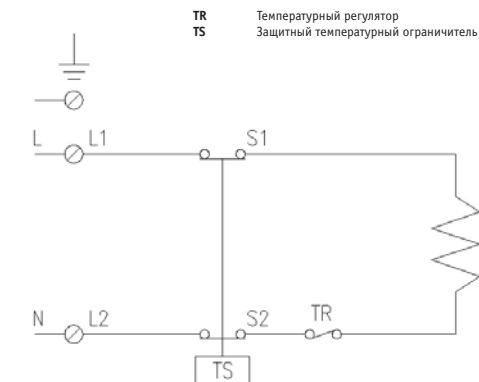 TR Температурный регулятор
TS Защитный температурный ограничитель
L L1 S1
N L2 S2 TR
TS